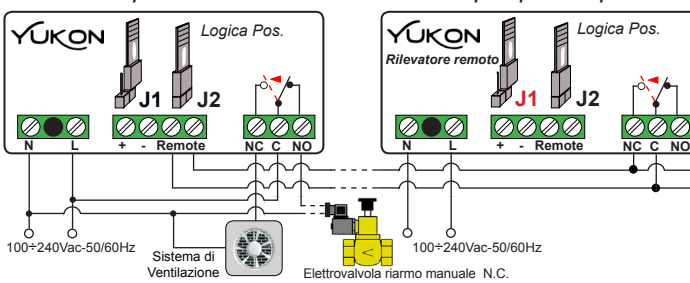 YUKON
Logica Pos.
J1
J2
N
L
+
-
Remote
NC
C
NO
100÷240Vac-50/60Hz
Sistema di
Ventilazione
Elettrovalvola riarmo manuale N.C.
YUKON
Rilevatore remoto
Logica Pos.
J1
J2
N
L
+
-
Remote
NC
C
NO
100÷240Vac-50/60Hz